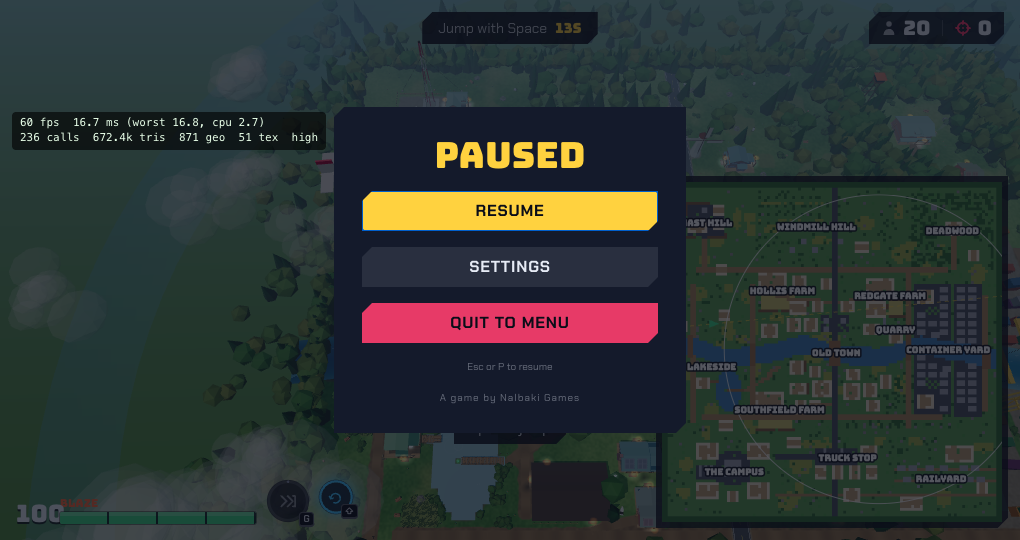 Jump with Space 13S
20
0
60 fps 16.7 ms (worst 16.8, cpu 2.7)
236 calls 672.4k tris 871 geo 51 tex high
PAUSED
RESUME
SETTINGS
QUIT TO MENU
Esc or P to resume
A game by Nalbaki Games
HILL
WINDMILL HILL
DEADWOOD
HOLLIS FARM
REDGATE FARM
QUARRY
OLD TOWN
CONTAINER YARD
LAKESIDE
SOUTHFIELD FARM
TRUCK STOP
THE CAMPUS
RAILYARD
100
G